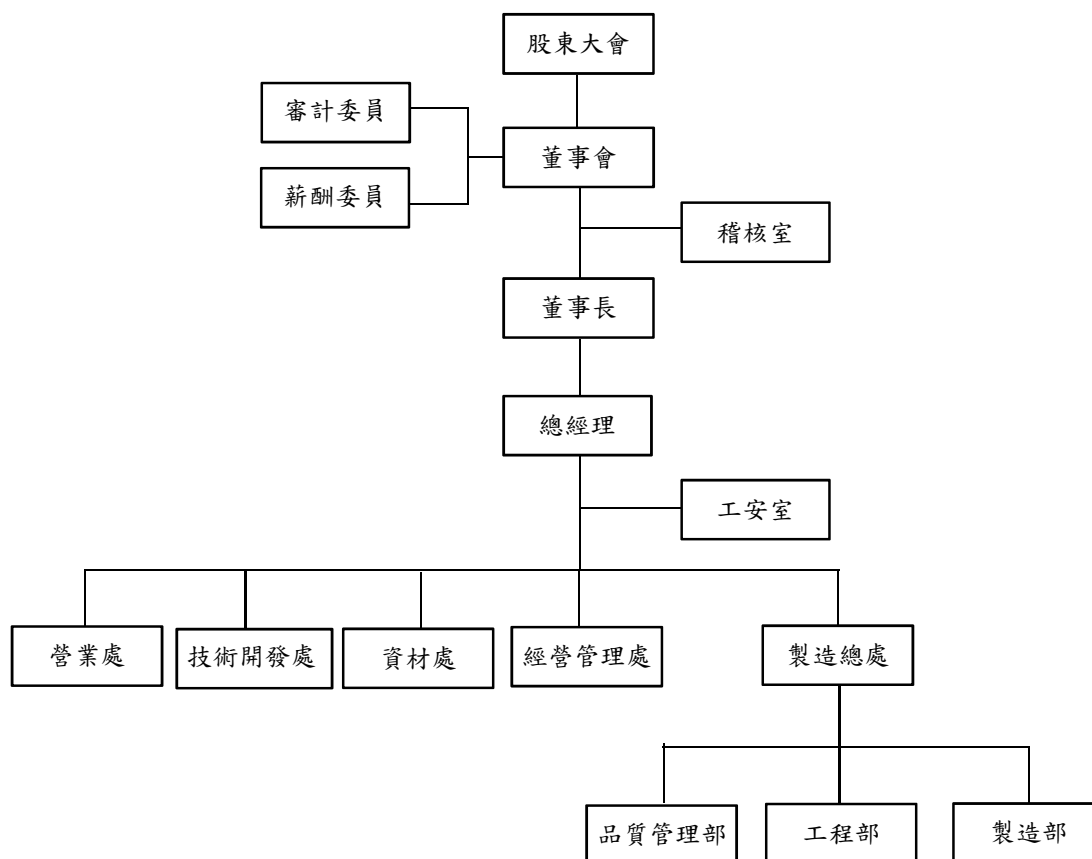 股東大會
審計委員
董事會
薪酬委員
稽核室
董事長
總經理
工安室
營業處
技術開發處
資材處
經營管理處
製造總處
品質管理部
工程部
製造部